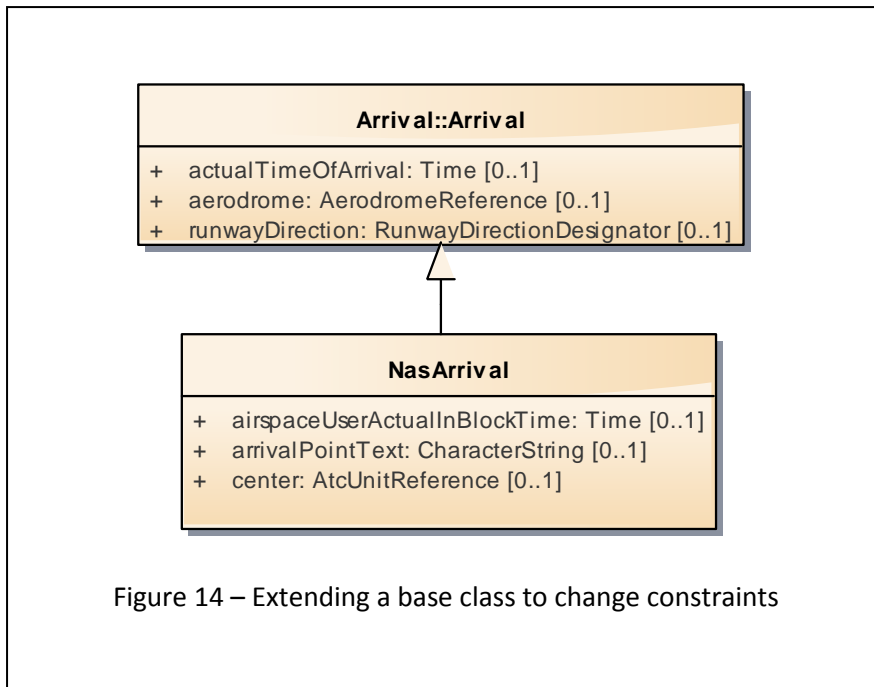 Arrival::Arrival
+ actualTimeOfArrival: Time [0..1]
+ aerodrome: AerodromeReference [0..1]
+ runwayDirection: RunwayDirectionDesignator [0..1]
NasArrival
+ airspaceUserActualInBlockTime: Time [0..1]
+ arrivalPointText: CharacterString [0..1]
+ center: AtcUnitReference [0..1]
Figure 14 – Extending a base class to change constraints